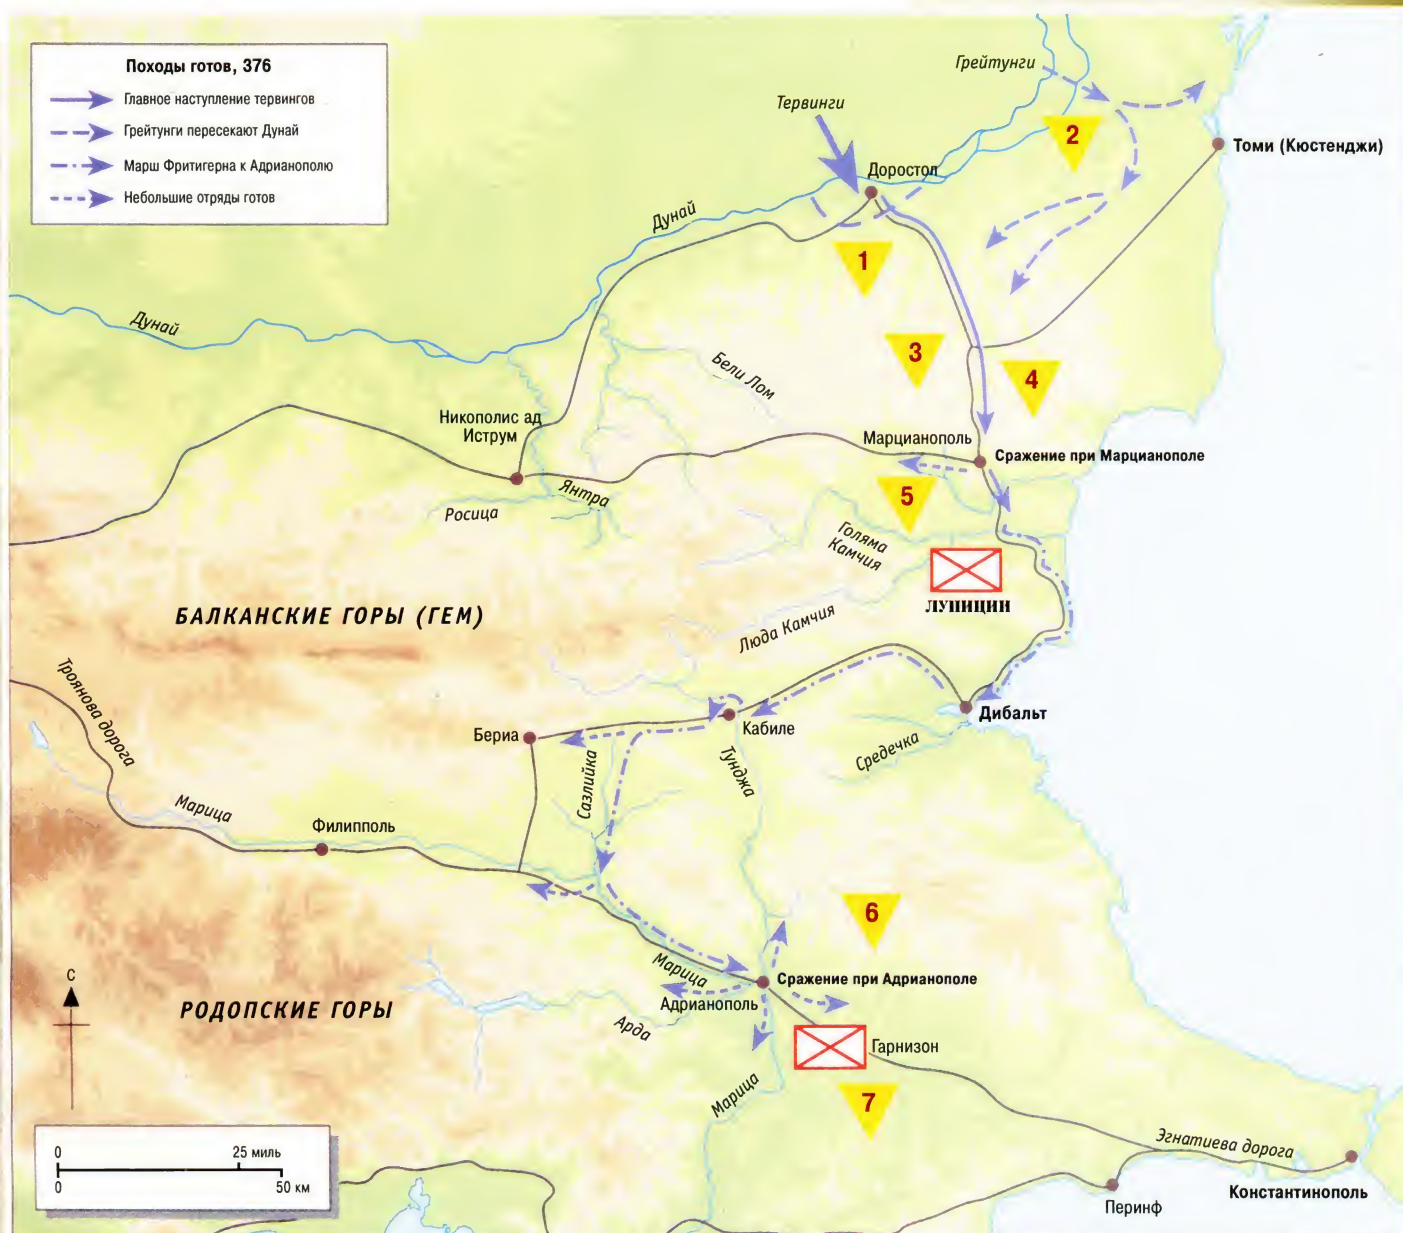 Походы готов, 376
Главное наступление тервингов
Грейтунги пересекают Дунай
Марш Фритигерна к Адрианополю
Небольшие отряды готов
Грейтунги
Тервинги
2
Томи (Кюстенджи)
Доростол
Дунай
1
Дунай
3
4
Бели Лом
Никополис ад
Иструм
Марцианополь
Сражение при Марцианополе
5
Янтра
Росица
Голяма
Камчия
ЛУПИЦИН
БАЛКАНСКИЕ ГОРЫ (ГЕМ)
Люда Камчия
Троянова дорога
Дибальт
Кабиле
Бериа
Средечка
Сазлийка
Тунджа
Марица
Филипполь
6
С
Марица
Сражение при Адрианополе
Адрианополь
РОДОПСКИЕ ГОРЫ
Арда
Гарнизон
Марица
7
0
25 миль
0
50 км
Эгнатиева дорога
Константинополь
Перинф